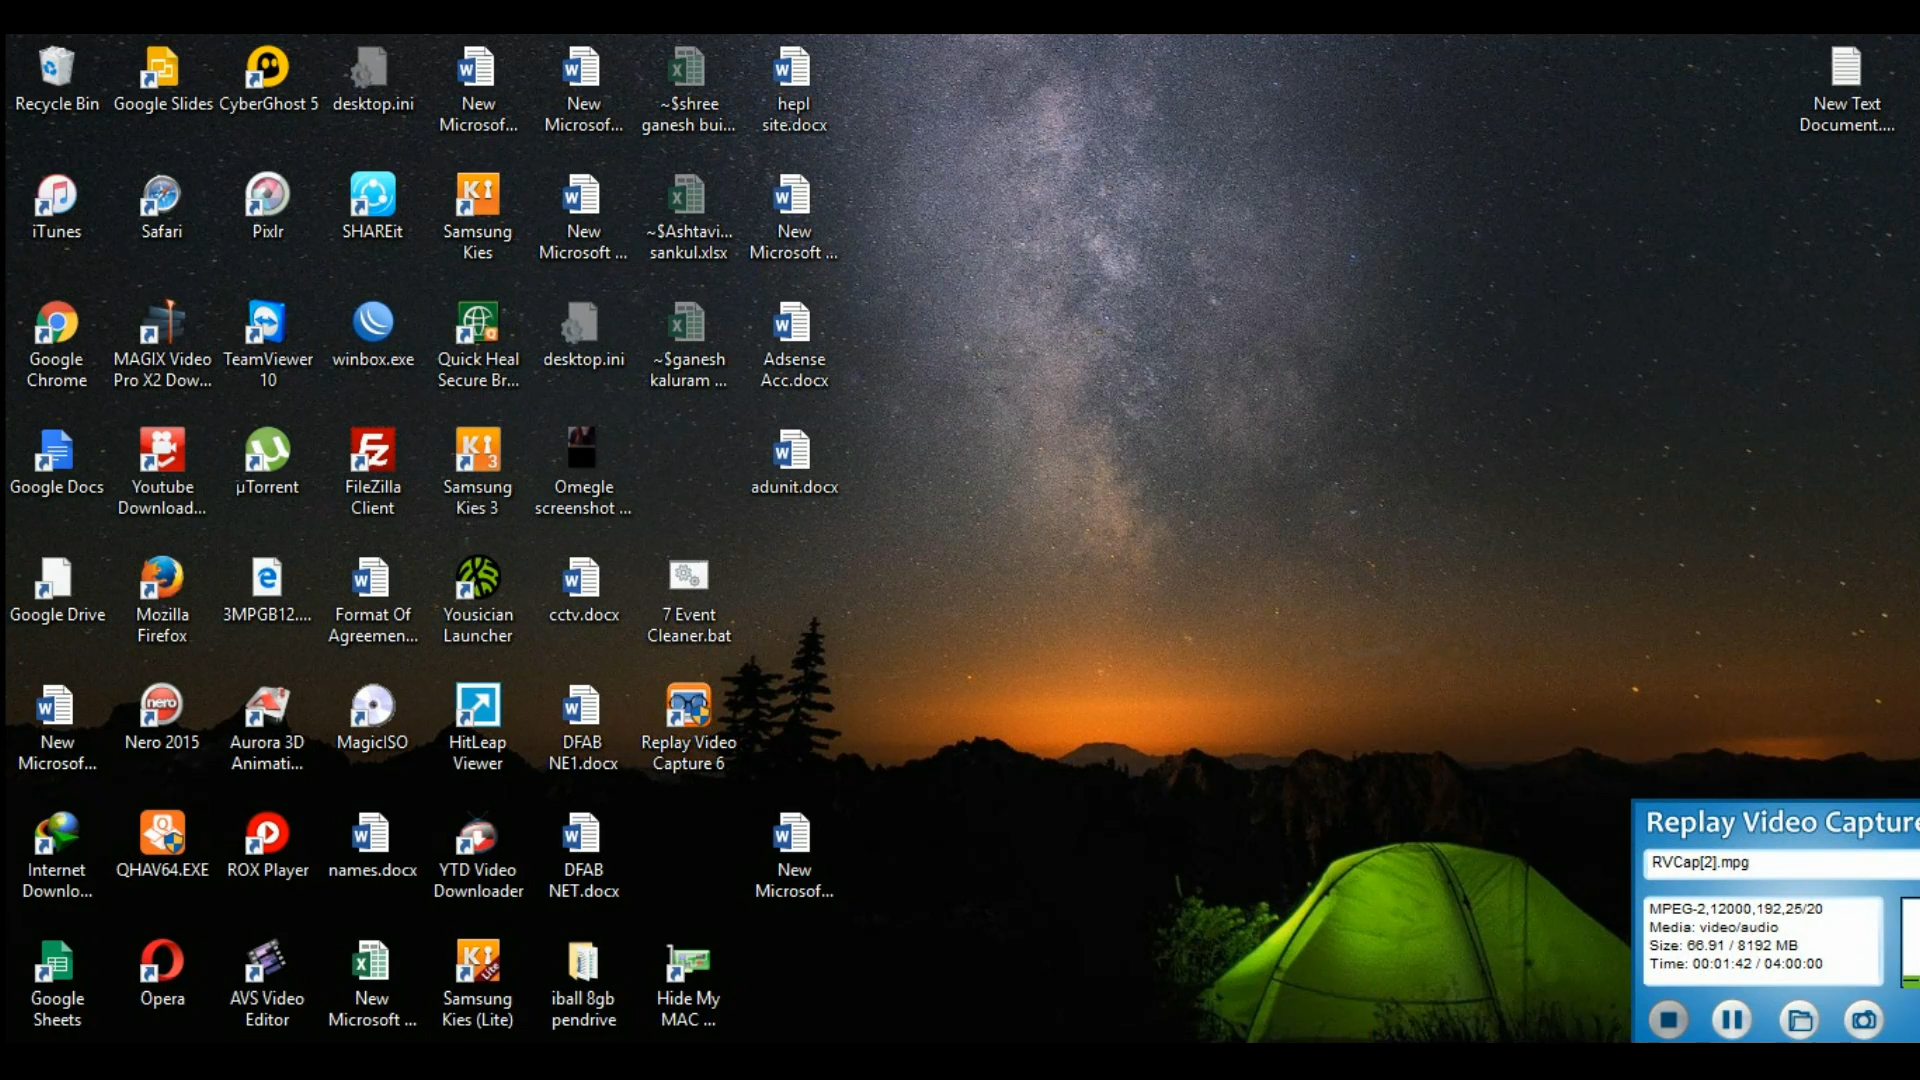 Recycle Bin
Google Slides
CyberGhost 5
desktop.ini
New
Microsof...
New
Microsof...
~$shree
ganesh bui...
hepl
site.docx
New Text
Document....
iTunes
Safari
Pixlr
SHAREit
Samsung
Kies
New
Microsoft ...
~$Ashtavi...
sankul.xlsx
New
Microsoft ...
Google
Chrome
MAGIX Video
Pro X2 Dow...
TeamViewer
10
winbox.exe
Quick Heal
Secure Br...
desktop.ini
~$ganesh
kaluram ...
Adsense
Acc.docx
Google Docs
Youtube
Download...
µTorrent
FileZilla
Client
Samsung
Kies 3
Omegle
screenshot ...
adunit.docx
Google Drive
Mozilla
Firefox
3MPGB12....
Format Of
Agreemen...
Yousician
Launcher
cctv.docx
7 Event
Cleaner.bat
New
Microsof...
Nero 2015
Aurora 3D
Animati...
MagicISO
HitLeap
Viewer
DFAB
NE1.docx
Replay Video
Capture 6
Internet
Downlo...
QHAV64.EXE
ROX Player
names.docx
YTD Video
Downloader
DFAB
NET.docx
New
Microsof...
Google
Sheets
Opera
AVS Video
Editor
New
Microsoft ...
Samsung
Kies (Lite)
iball 8gb
pendrive
Hide My
MAC ...
Replay Video Capture
RVCap[2].mpg
MPEG-2,12000,192,25/20
Media: video/audio
Size: 66.91 / 8192 MB
Time: 00:01:42 / 04:00:00